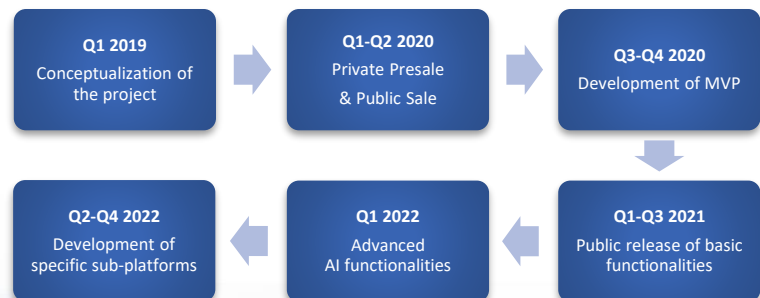 Q1 2019
Conceptualization of
the project
Q1-Q2 2020
Private Presale
& Public Sale
Q3-Q4 2020
Development of MVP
Q1-Q3 2021
Public release of basic
functionalities
Q1 2022
Advanced
AI functionalities
Q2-Q4 2022
Development of
specific sub-platforms